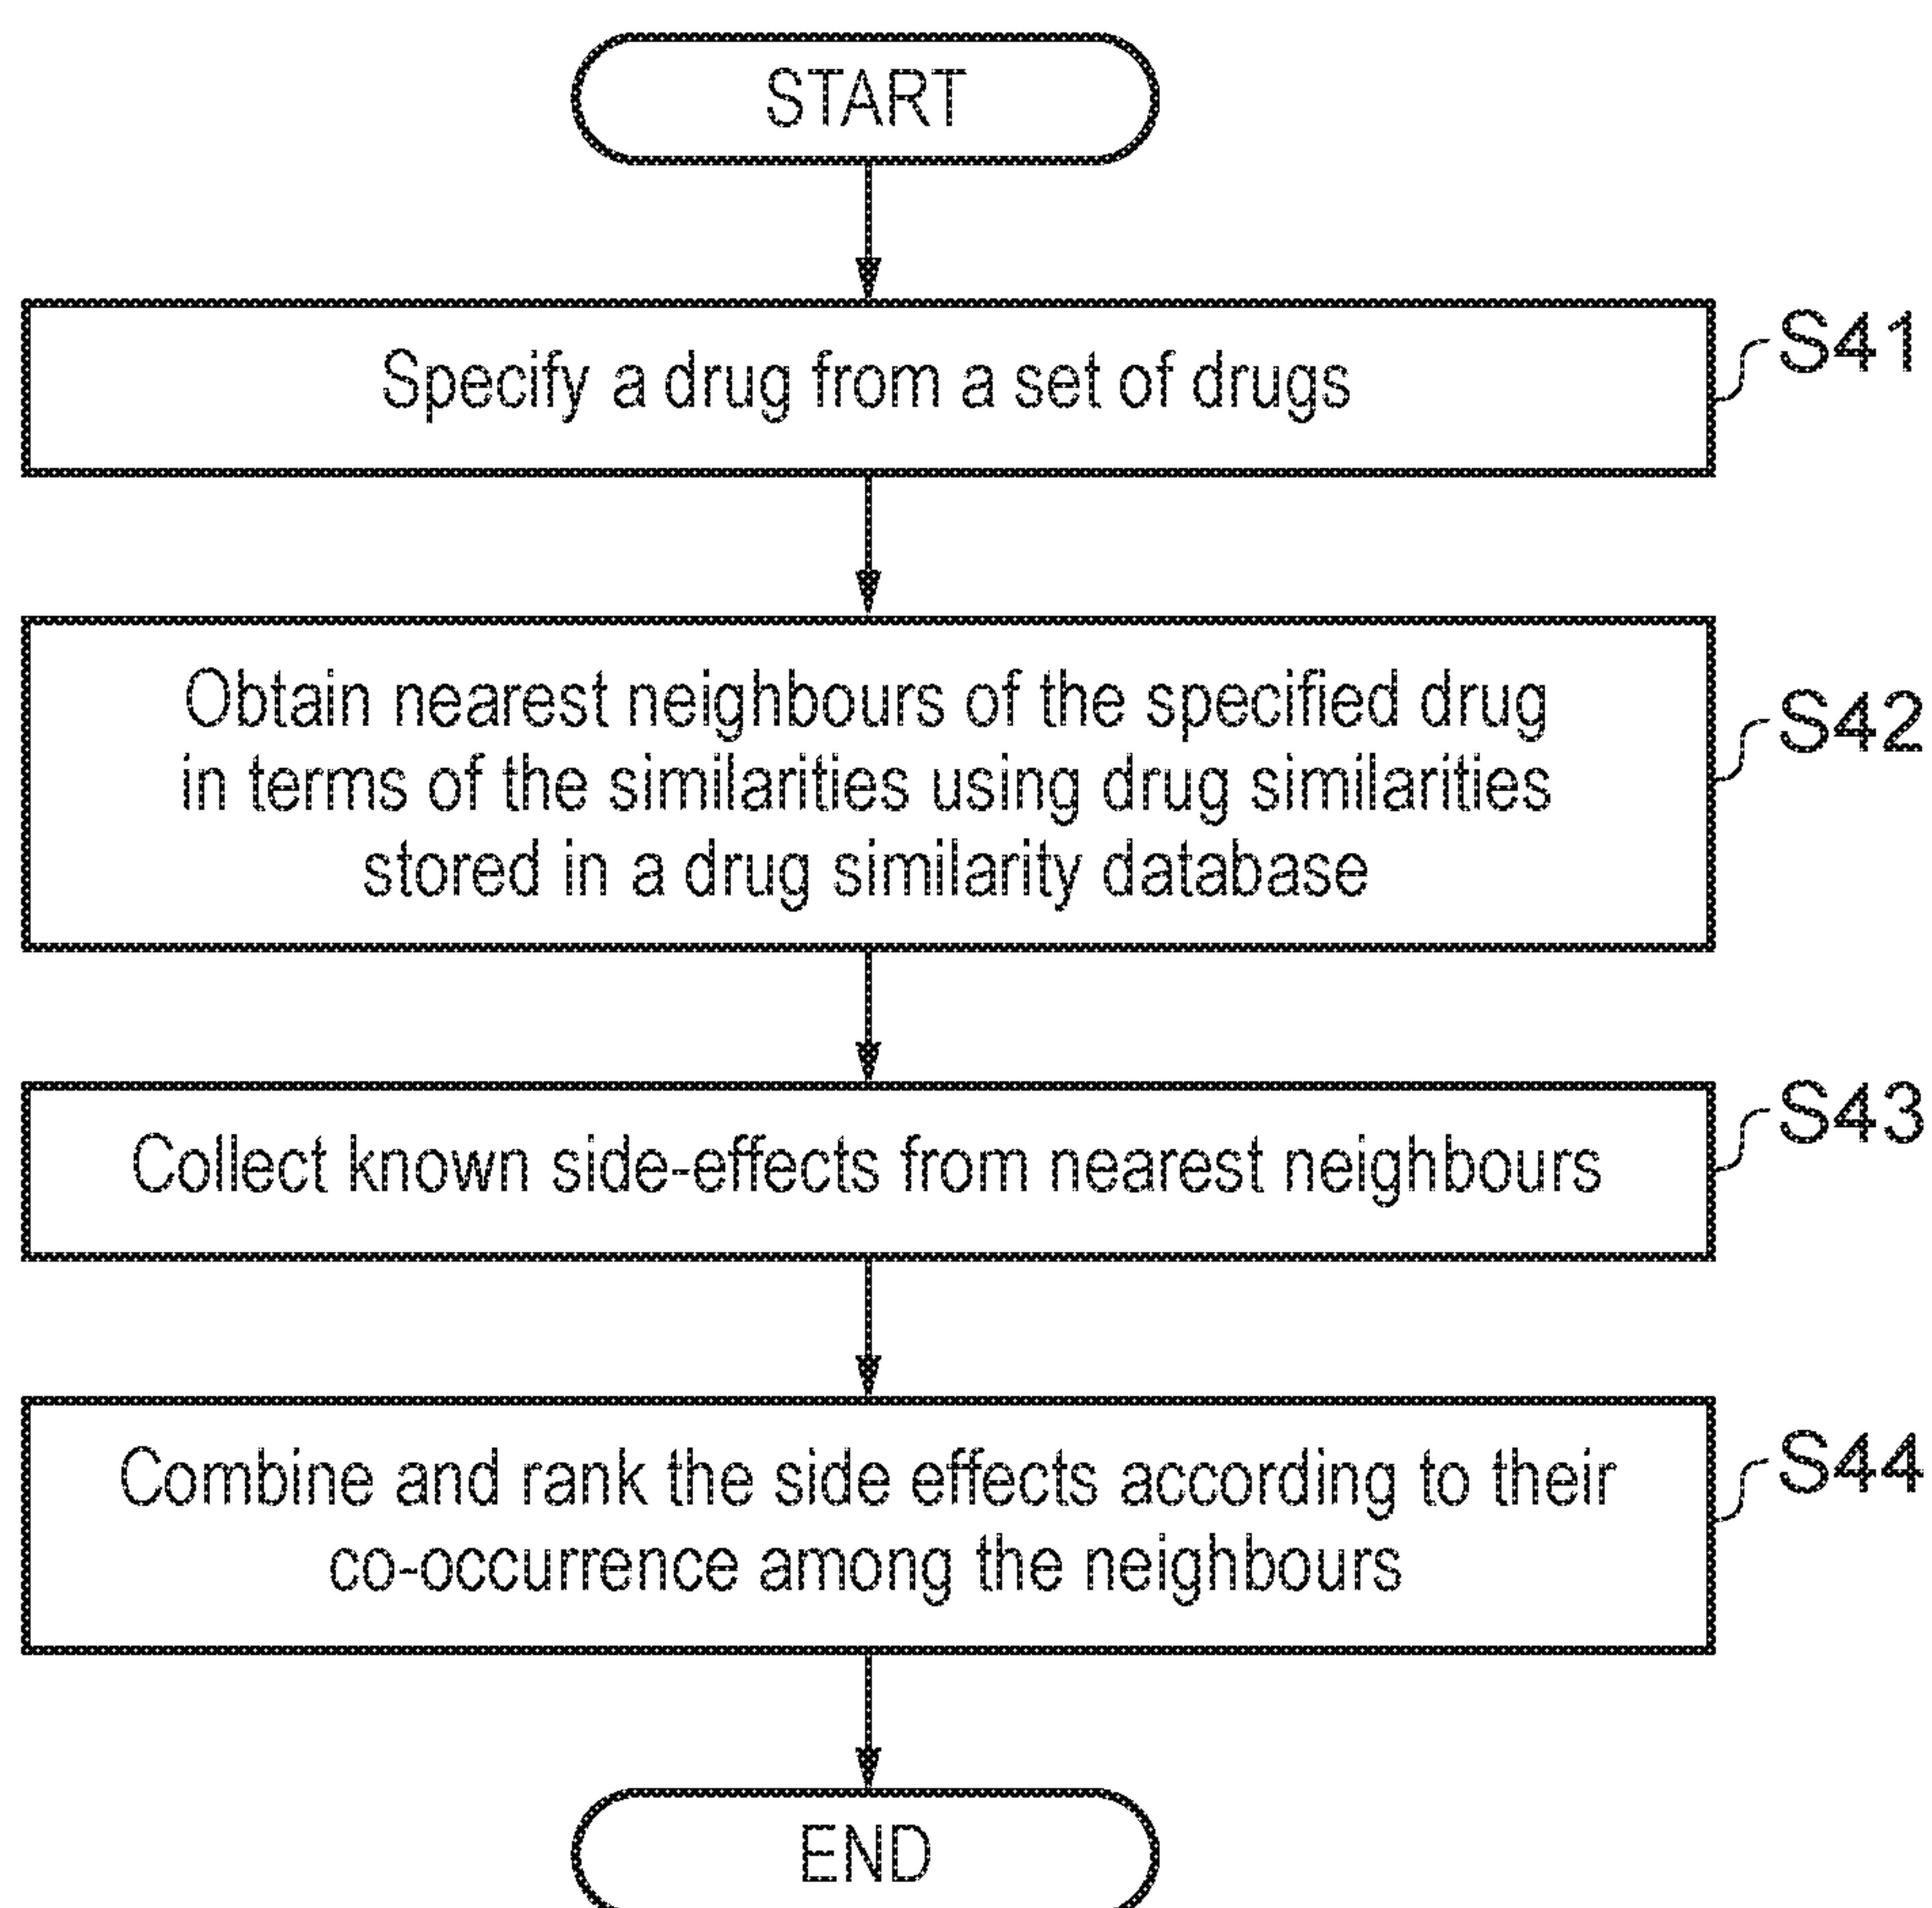 START
Specify a drug from a set of drugs
S41
Obtain nearest neighbours of the specified drug
in terms of the similarities using drug similarities
stored in a drug similarity database
S42
Collect known side-effects from nearest neighbours
S43
Combine and rank the side effects according to their
co-occurrence among the neighbours
S44
END